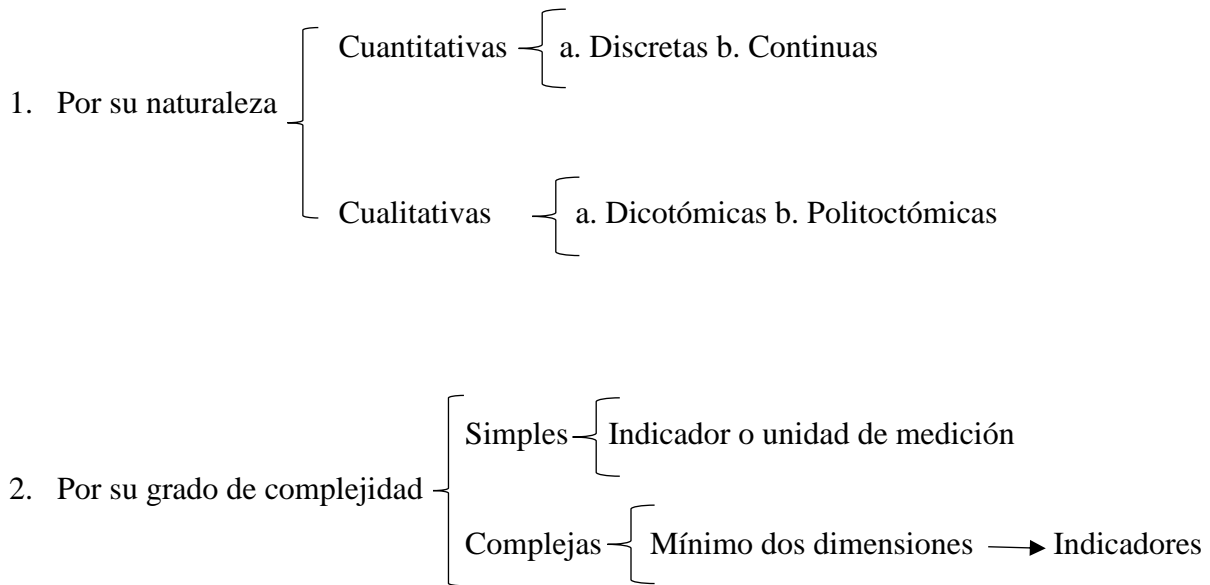 Cuantitativas a. Discretas b. Continuas
1. Por su naturaleza
Cualitativas a. Dicotómicas b. Politoctómicas
Simples Indicador o unidad de medición
2. Por su grado de complejidad
Complejas Mínimo dos dimensiones Indicadores